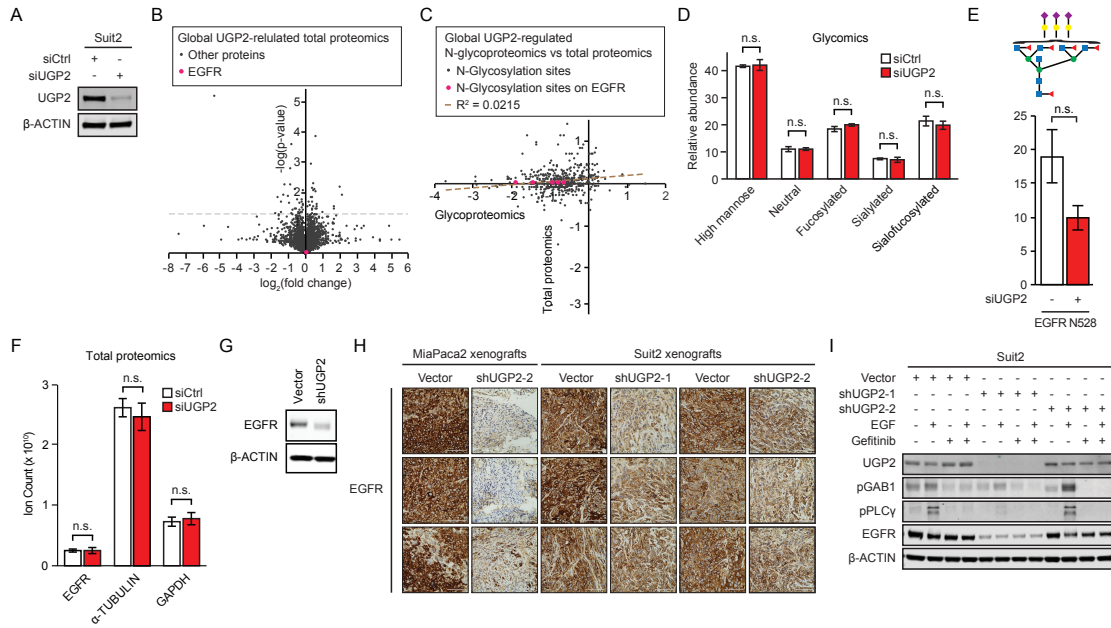 A
Suit2
siCtrl + -
siUGP2 - +
UGP2
β-ACTIN
B
Global UGP2-relulated total proteomics
Other proteins
EGFR
-log(p-value)
5
4
3
2
1
-8 -7 -6 -5 -4 -3 -2 -1 0 1 2 3 4 5 6
log2(fold change)
C
Global UGP2-regulated
N-glycoproteomics vs total proteomics
N-Glycosylation sites
N-Glycosylation sites on EGFR
R² = 0.0215
1
-4 -3 -2 -1 0 1 2
Glycoproteomics
Total proteomics
-1
-2
-3
D
Glycomics
siCtrl
siUGP2
Relative abundance
50
40
30
20
10
0
n.s.
n.s.
n.s.
n.s.
n.s.
High mannose
Neutral
Fucosylated
Sialylated
Sialofucosylated
E
n.s.
25
20
15
10
5
0
siUGP2 - +
EGFR N528
F
Total proteomics
siCtrl
siUGP2
Ion Count (x 10¹⁰)
3
2
1
0
n.s.
n.s.
n.s.
EGFR
α-TUBULIN
GAPDH
G
Vector
shUGP2
EGFR
β-ACTIN
H
MiaPaca2 xenografts
Suit2 xenografts
Vector shUGP2-2 Vector shUGP2-1 Vector shUGP2-2
EGFR
I
Suit2
Vector + + + + - - - - - - - -
shUGP2-1 - - - - + + + + - - - -
shUGP2-2 - - - - - - - - + + + +
EGF - + - + - + - + - + - +
Gefitinib - - + + - - + + - - + +
UGP2
pGAB1
pPLCγ
EGFR
β-ACTIN